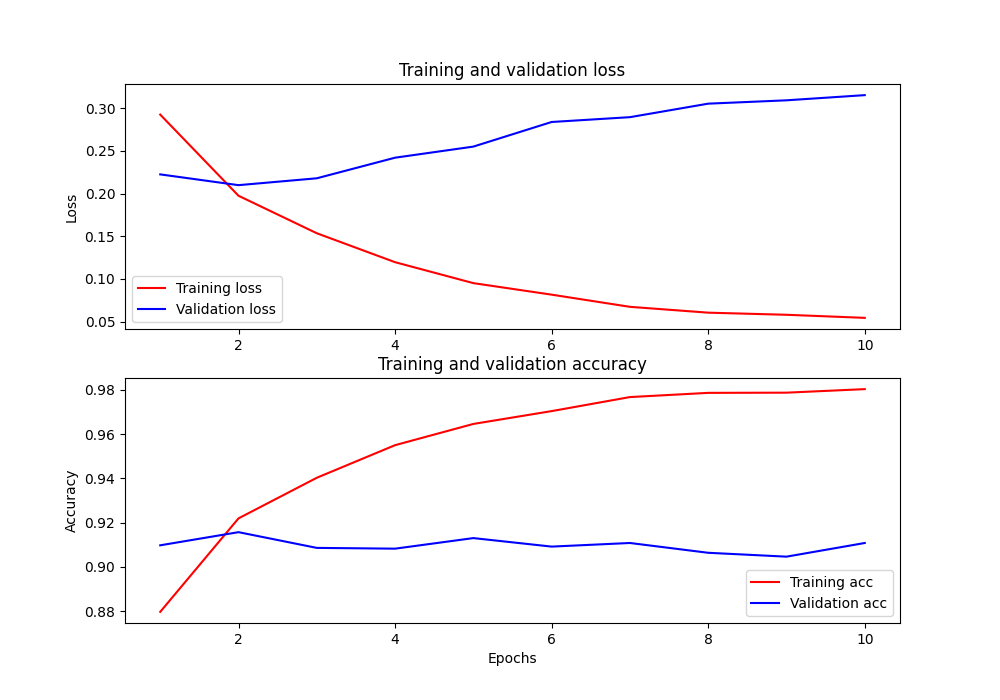 Training and validation loss
Loss
0.30
0.25
0.20
0.15
0.10
0.05
Training loss
Validation loss
2 4 6 8 10
Training and validation accuracy
Accuracy
0.98
0.96
0.94
0.92
0.90
0.88
Training acc
Validation acc
2 4 6 8 10
Epochs